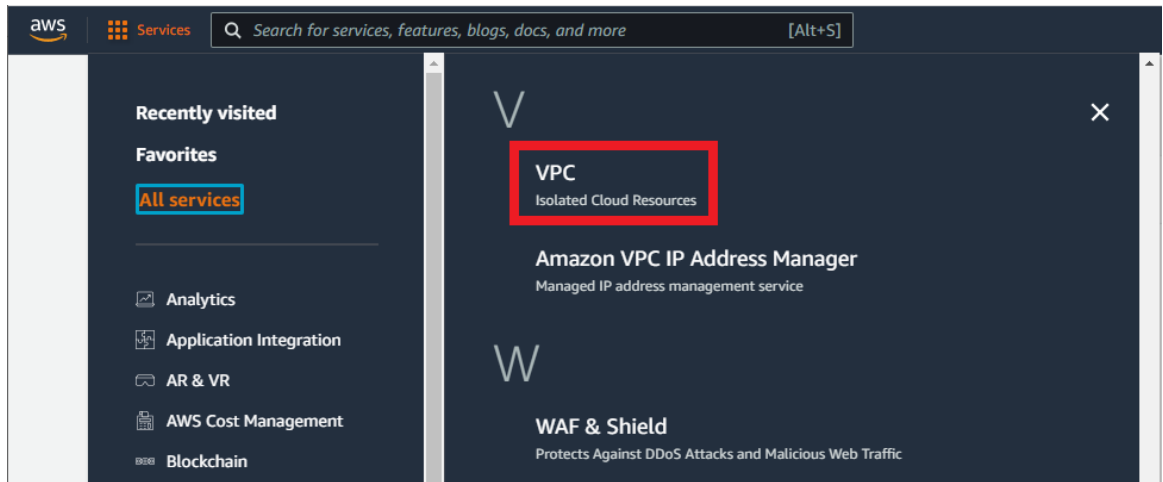 aws
Services
Search for services, features, blogs, docs, and more [Alt+S]
Recently visited
Favorites
All services
Analytics
Application Integration
AR & VR
AWS Cost Management
Blockchain
V
VPC
Isolated Cloud Resources
Amazon VPC IP Address Manager
Managed IP address management service
W
WAF & Shield
Protects Against DDoS Attacks and Malicious Web Traffic